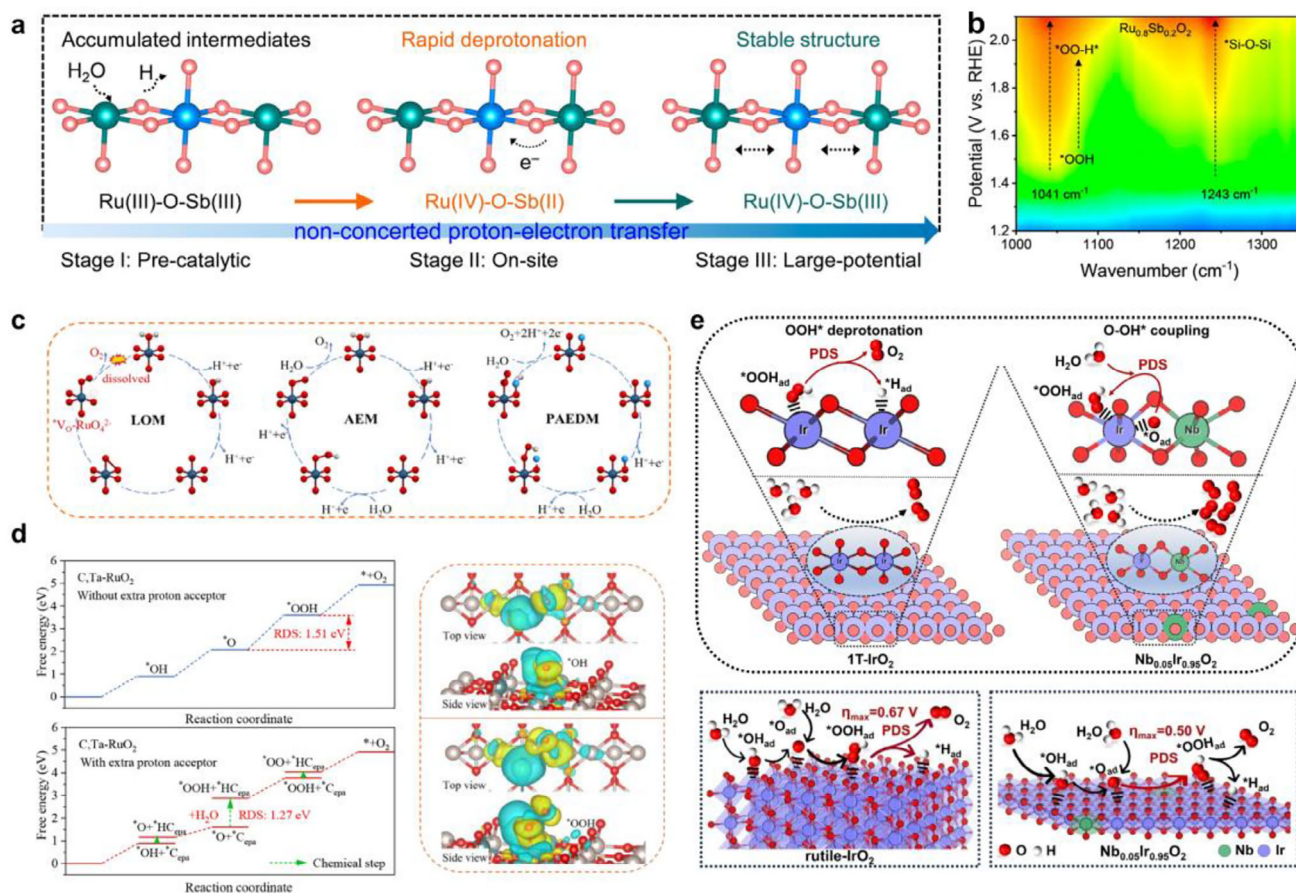 a
Accumulated intermediates
Rapid deprotonation
Stable structure
H2O
H
e−
Ru(III)-O-Sb(III)
Ru(IV)-O-Sb(II)
Ru(IV)-O-Sb(III)
non-concerted proton-electron transfer
Stage I: Pre-catalytic
Stage II: On-site
Stage III: Large-potential
b
Potential (V vs. RHE)
2.0
1.8
1.6
1.4
1.2
Ru0.8Sb0.2O2
*OO-H*
*Si-O-Si
*OOH
1041 cm-1
1243 cm-1
1000
1100
1200
1300
Wavenumber (cm-1)
c
O2
dissolved
LOM
*VO-RuO4 2-
H++e-
H++e-
H++e
H2O
O2
H2O
AEM
H++e-
H++e-
H++e-
H++e
H2O
O2+2H++2e-
H2O
PAEDM
H++e-
H++e
H2O
d
Free energy (eV)
6
5
4
3
2
1
0
C,Ta-RuO2
Without extra proton acceptor
*+O2
*OOH
RDS: 1.51 eV
*O
*OH
Reaction coordinate
Free energy (eV)
6
5
4
3
2
1
0
C,Ta-RuO2
With extra proton acceptor
*+O2
*OO+*HCepa
*OOH+*HCepa
*OOH+*Cepa
+H2O
RDS: 1.27 eV
*O+*HCepa
*O+*Cepa
*OH+*Cepa
Chemical step
Reaction coordinate
Top view
*OH
Side view
Top view
*OOH
Side view
e
OOH* deprotonation
PDS
O2
*OOHad
*Had
Ir
Ir
O-OH* coupling
H2O
PDS
*OOHad
Ir
Nb
*Oad
Ir
Ir
Ir
Nb
1T-IrO2
Nb0.05Ir0.95O2
H2O
*OHad
*Oad
H2O
*OOHad
ηmax=0.67 V
PDS
O2
*Had
rutile-IrO2
H2O
*OHad
H2O
*Oad
ηmax=0.50 V
PDS
*OOHad
O2
*Had
Nb0.05Ir0.95O2
O
H
Nb
Ir